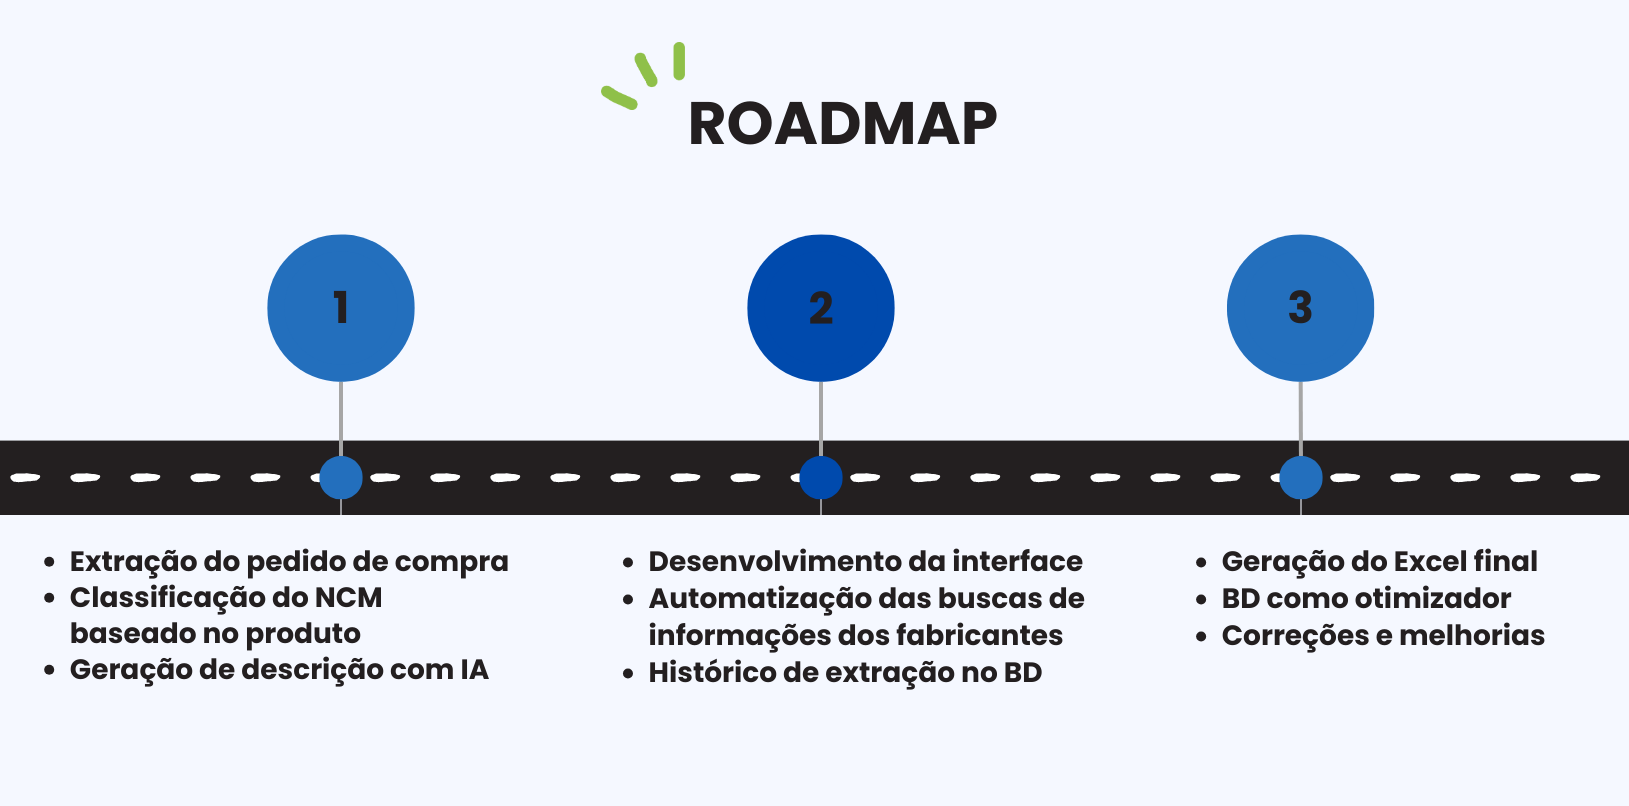 ROADMAP
1
2
3
Extração do pedido de compra
Classificação do NCM
baseado no produto
Geração de descrição com IA
Desenvolvimento da interface
Automatização das buscas de
informações dos fabricantes
Histórico de extração no BD
Geração do Excel final
BD como otimizador
Correções e melhorias